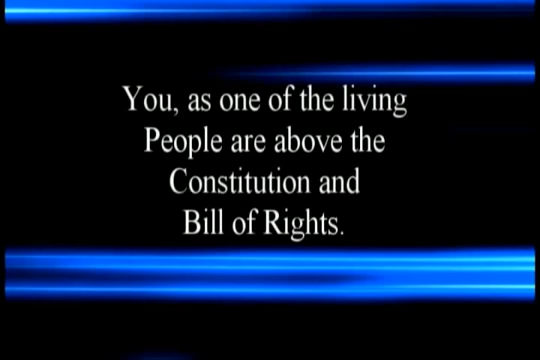 You, as one of the living
People are above the
Constitution and
Bill of Rights.